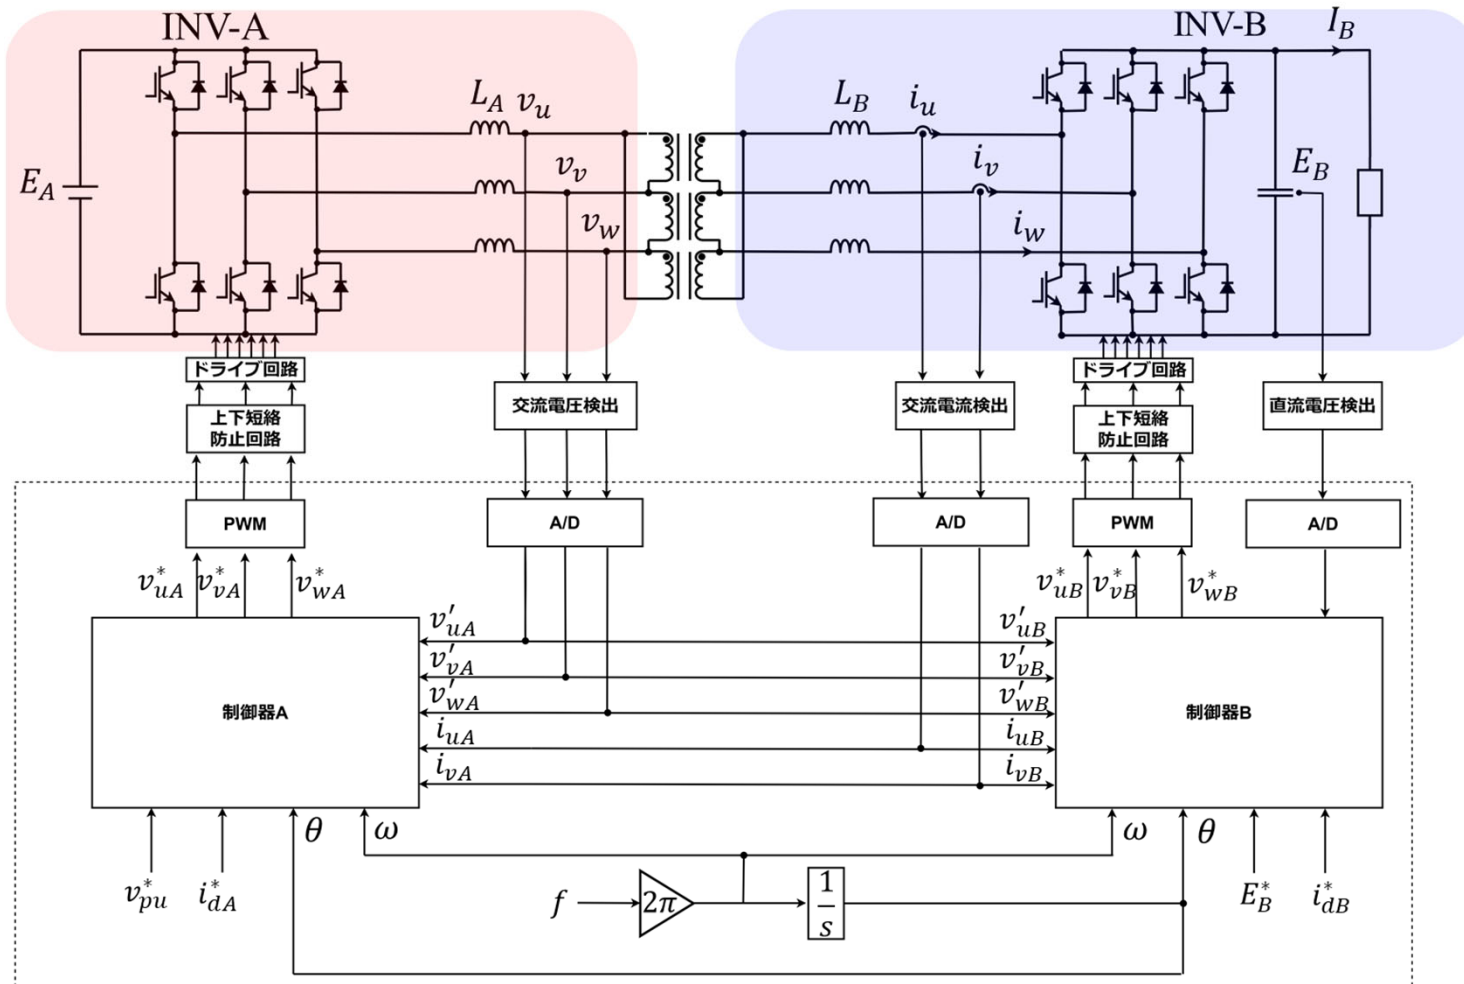 INV-A
INV-B
I_B
L_A
v_u
L_B
i_u
v_v
i_v
E_A
E_B
v_w
i_w
ドライブ回路
ドライブ回路
上下短絡
防止回路
交流電圧検出
交流電流検出
上下短絡
防止回路
直流電圧検出
PWM
A/D
A/D
PWM
A/D
v*_uA
v*_vA
v*_wA
v*_uB
v*_vB
v*_wB
v'_uA
v'_uB
v'_vA
v'_vB
v'_wA
v'_wB
制御器A
制御器B
i_uA
i_uB
i_vA
i_vB
θ
ω
ω
θ
v*_pu
i*_dA
f
2π
1
s
E*_B
i*_dB